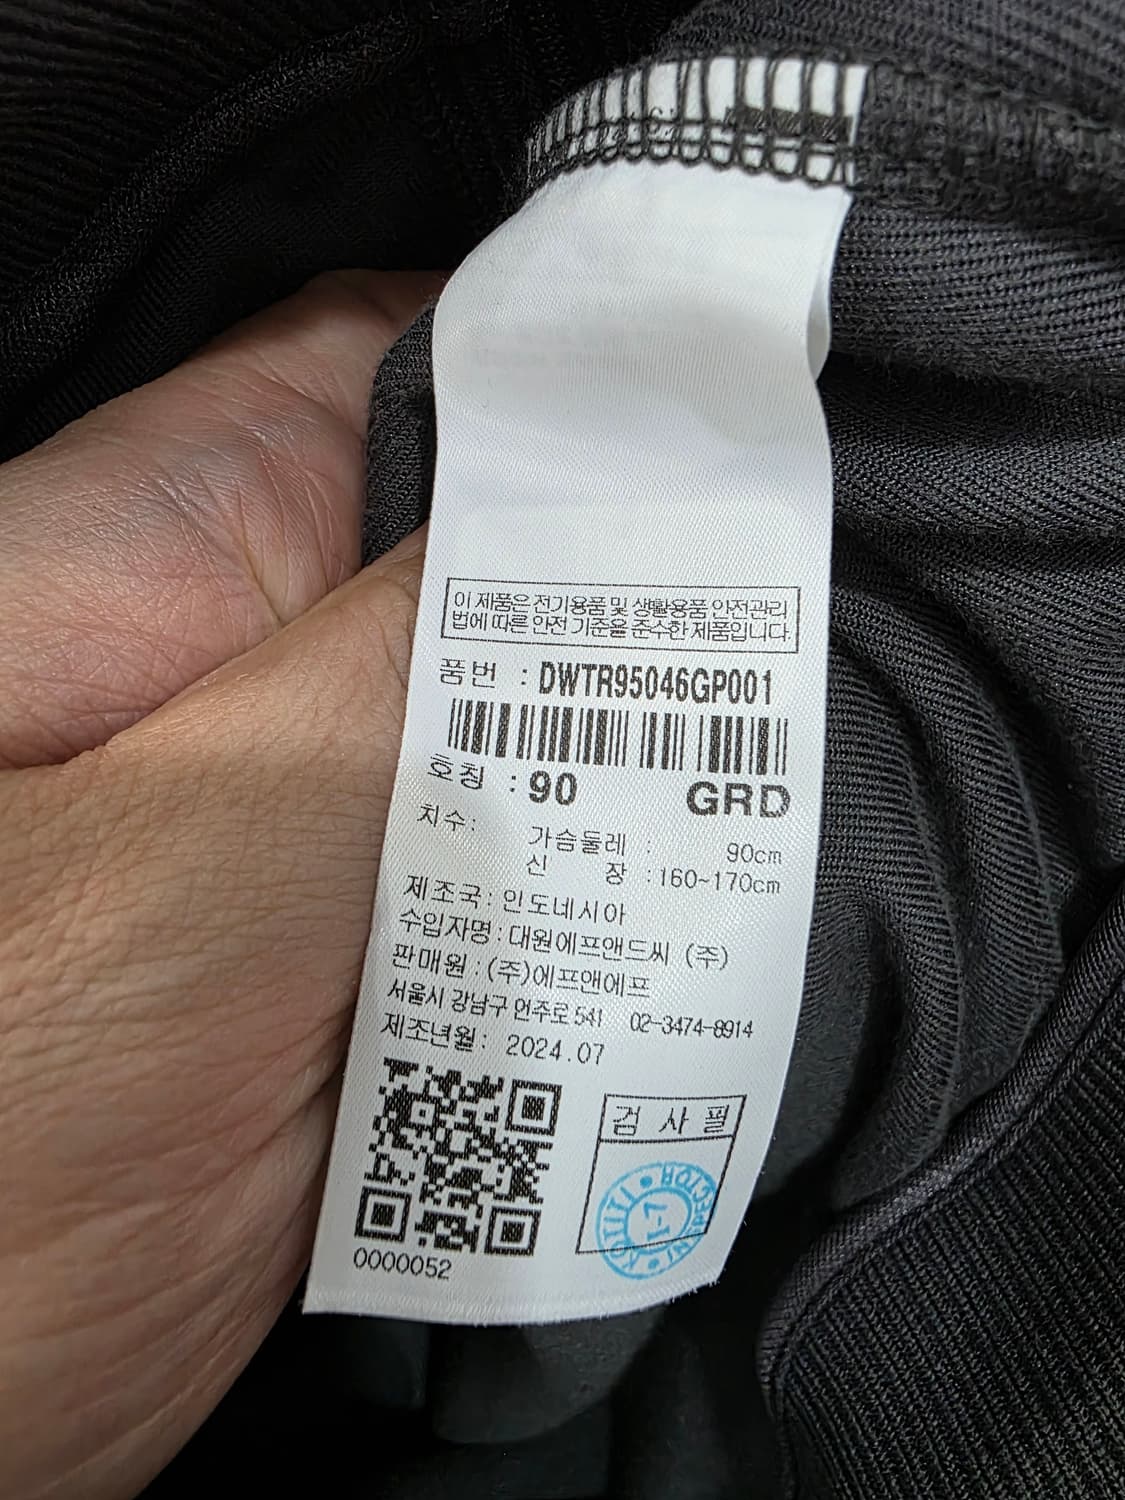 이 제품은 전기용품 및 생활용품 안전관리
법에 따른 안전 기준을 준수한 제품입니다.
품번 : DWTR95046GP001
호칭 : 90 GRD
치수: 가슴둘레 : 90cm
신 장 : 160~170cm
제조국: 인도네시아
수입자명: 대원에프앤드씨 (주)
판매원 : (주)에프앤에프
서울시 강남구 언주로 541 02-3474-8914
제조년월: 2024.07
검 사 필
KOTITI INSPECTOR
1-7
0000052